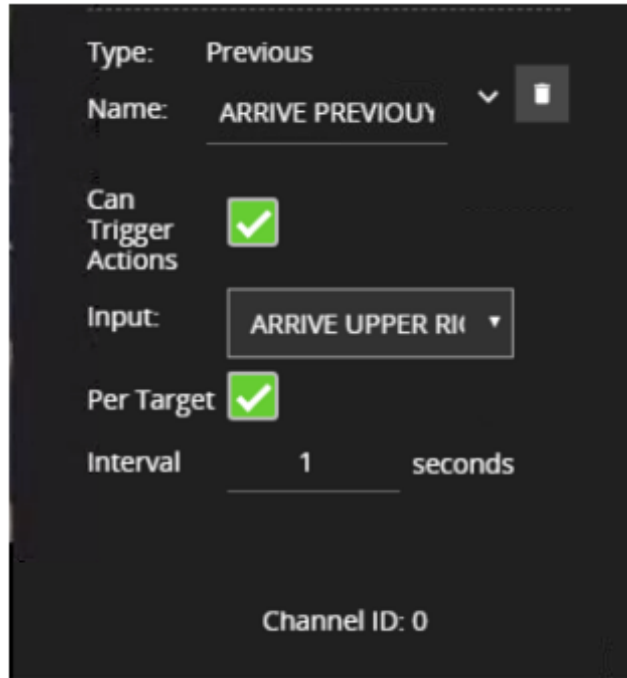 Type: Previous
Name: ARRIVE PREVIOUY
Can
Trigger
Actions
Input: ARRIVE UPPER RI
Per Target
Interval 1 seconds
Channel ID: 0